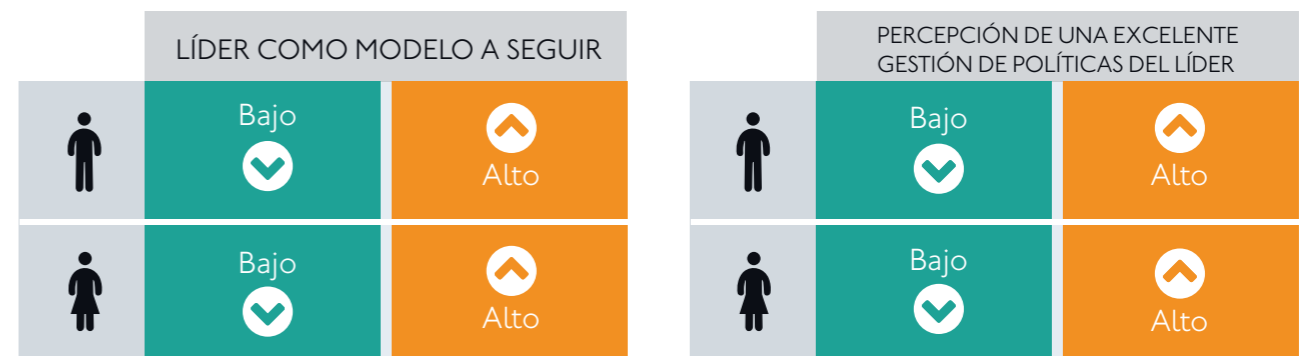 LÍDER COMO MODELO A SEGUIR
Bajo
Alto
Bajo
Alto
PERCEPCIÓN DE UNA EXCELENTE
GESTIÓN DE POLÍTICAS DEL LÍDER
Bajo
Alto
Bajo
Alto